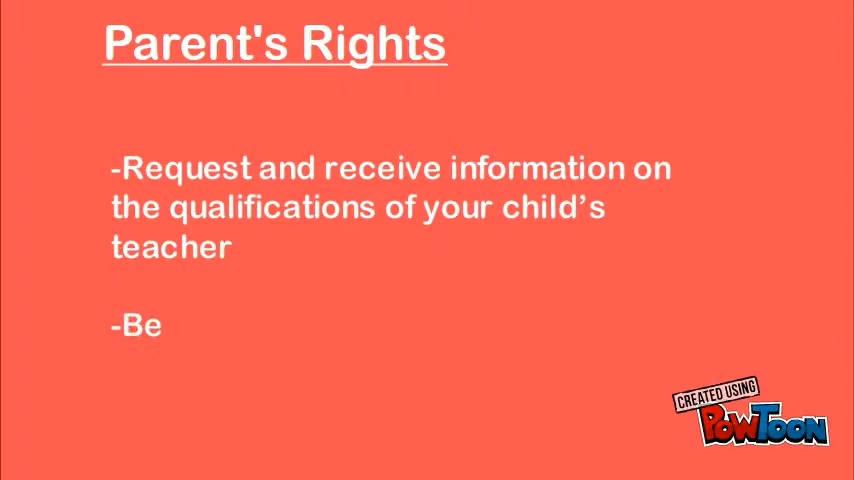 Parent's Rights
-Request and receive information on
the qualifications of your child’s
teacher
-Be
CREATED USING
POWTOON